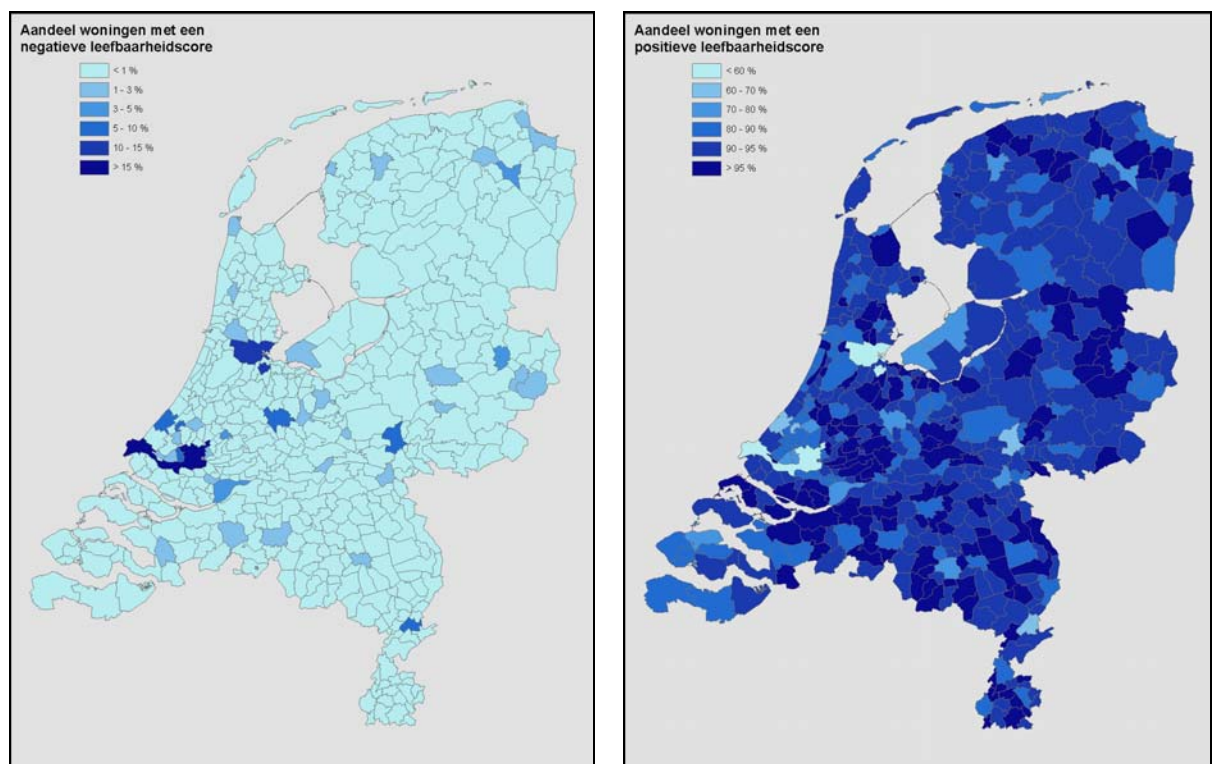 Aandeel woningen met een
negatieve leefbaarheidscore
< 1 %
1 - 3 %
3 - 5 %
5 - 10 %
10 - 15 %
> 15 %
Aandeel woningen met een
positieve leefbaarheidscore
< 60 %
60 - 70 %
70 - 80 %
80 - 90 %
90 - 95 %
> 95 %